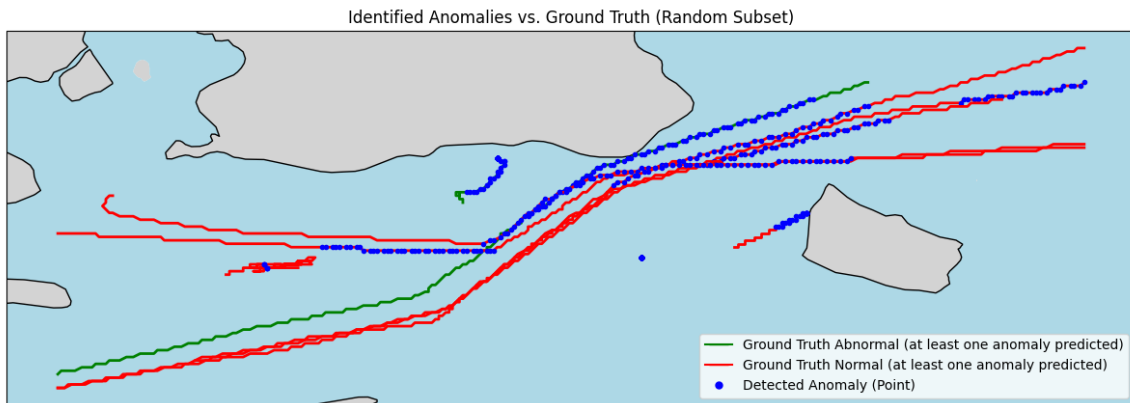 Identified Anomalies vs. Ground Truth (Random Subset)
Ground Truth Abnormal (at least one anomaly predicted)
Ground Truth Normal (at least one anomaly predicted)
Detected Anomaly (Point)